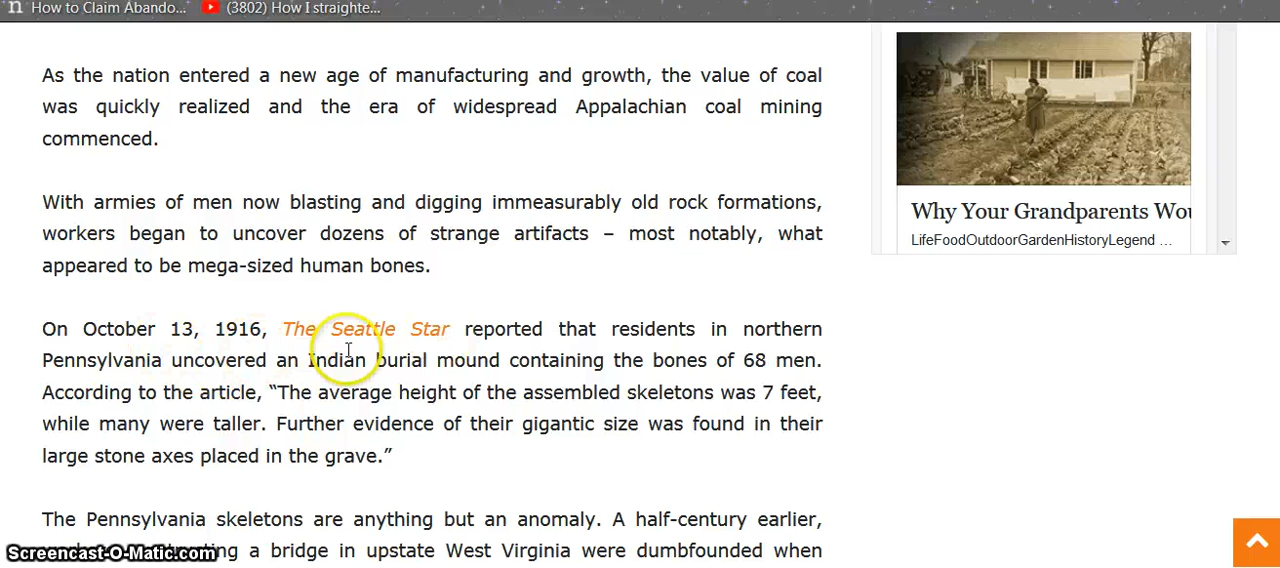 How to Claim Abando...
(3802) How I straighte...
As the nation entered a new age of manufacturing and growth, the value of coal
was quickly realized and the era of widespread Appalachian coal mining
commenced.
With armies of men now blasting and digging immeasurably old rock formations,
workers began to uncover dozens of strange artifacts – most notably, what
appeared to be mega-sized human bones.
On October 13, 1916, The Seattle Star reported that residents in northern
Pennsylvania uncovered an Indian burial mound containing the bones of 68 men.
According to the article, “The average height of the assembled skeletons was 7 feet,
while many were taller. Further evidence of their gigantic size was found in their
large stone axes placed in the grave.”
The Pennsylvania skeletons are anything but an anomaly. A half-century earlier,
a bridge in upstate West Virginia were dumbfounded when
Why Your Grandparents Wou
LifeFoodOutdoorGardenHistoryLegend ...
Screencast-O-Matic.com